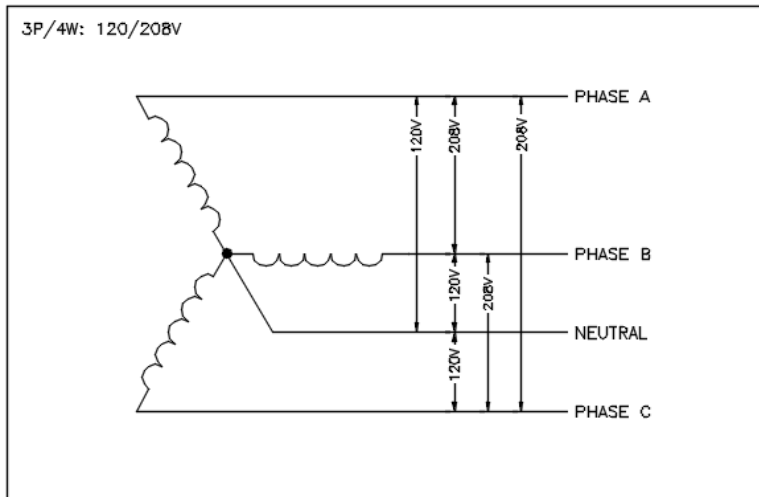 3P/4W: 120/208V
PHASE A
120V
208V
208V
PHASE B
120V
208V
NEUTRAL
120V
PHASE C